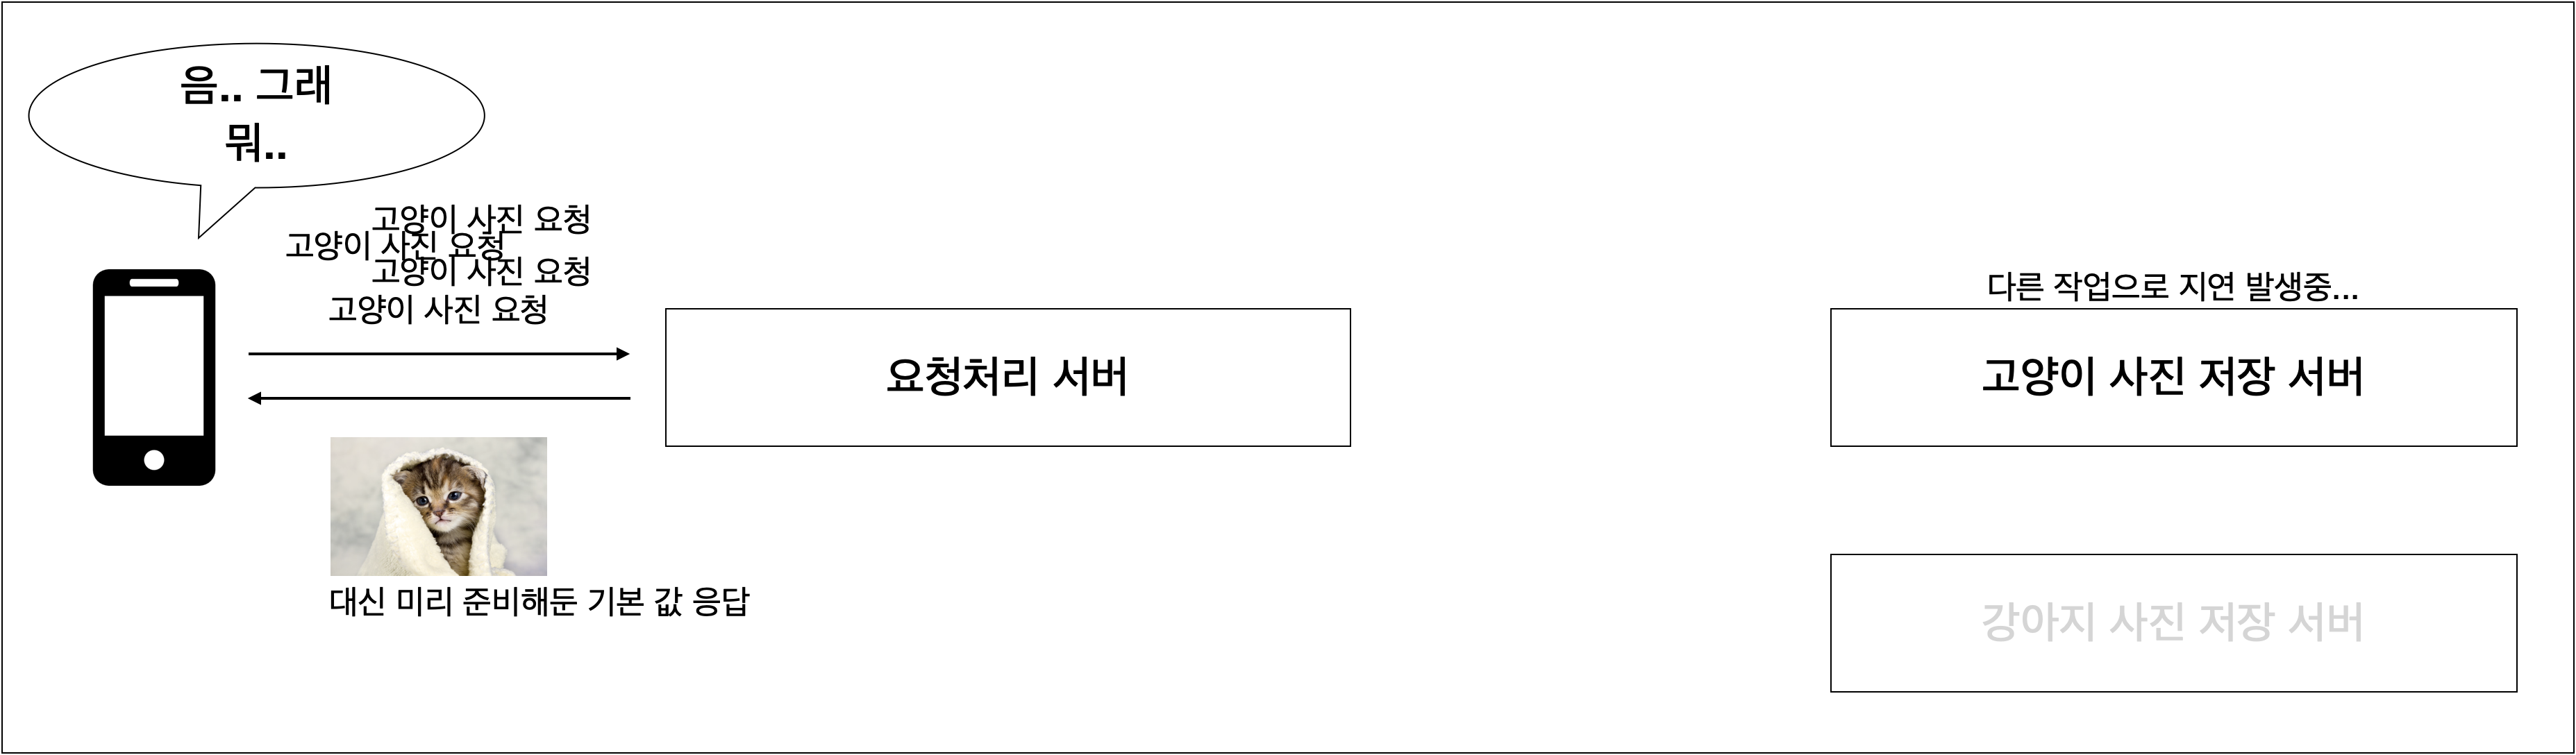 음.. 그래
뭐..
고양이 사진 요청
고양이 사진 요청
고양이 사진 요청
고양이 사진 요청
대신 미리 준비해둔 기본 값 응답
요청처리 서버
다른 작업으로 지연 발생중...
고양이 사진 저장 서버
강아지 사진 저장 서버